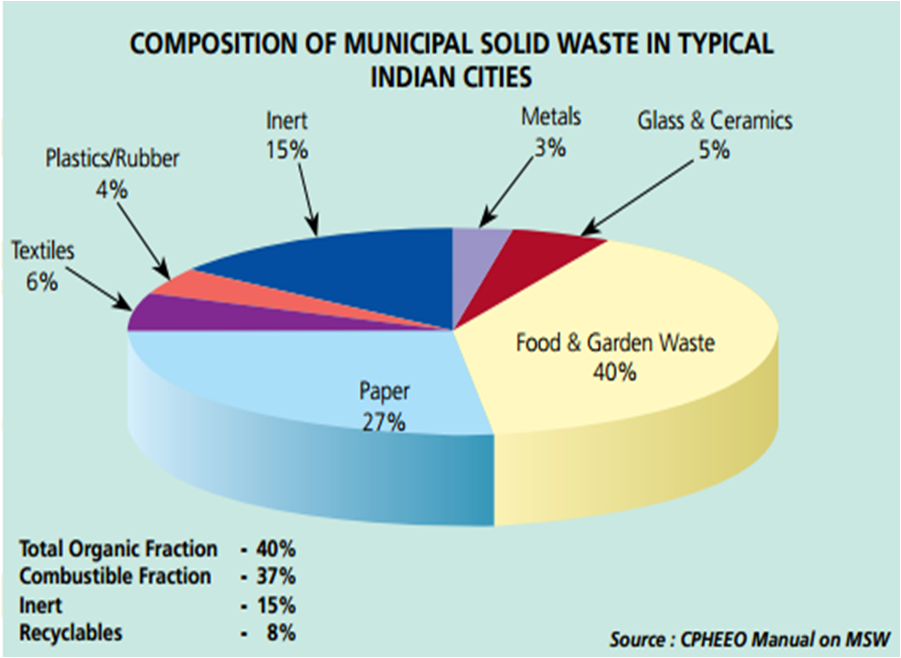 COMPOSITION OF MUNICIPAL SOLID WASTE IN TYPICAL
INDIAN CITIES
Metals
3%
Glass & Ceramics
5%
Inert
15%
Plastics/Rubber
4%
Textiles
6%
Food & Garden Waste
40%
Paper
27%
Total Organic Fraction - 40%
Combustible Fraction - 37%
Inert - 15%
Recyclables - 8%
Source : CPHEEO Manual on MSW